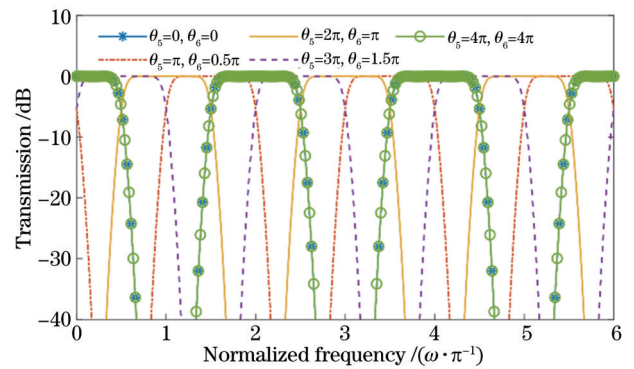 10
θ₅=0, θ₆=0 θ₅=2π, θ₆=π θ₅=4π, θ₆=4π
θ₅=π, θ₆=0.5π θ₅=3π, θ₆=1.5π
0
-10
-20
-30
-40
Transmission /dB
0 1 2 3 4 5 6
Normalized frequency /(ω·π⁻¹)